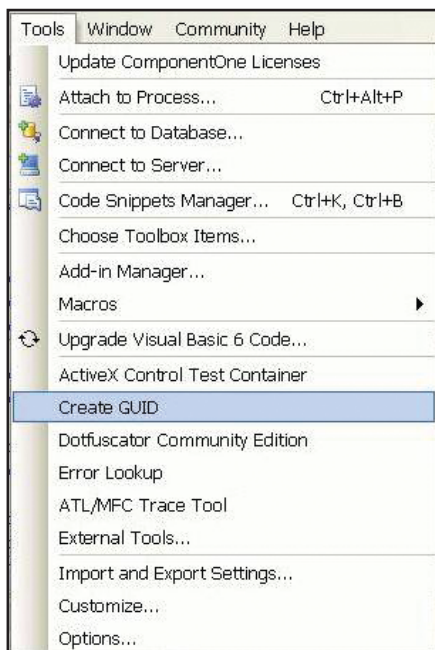 Tools Window Community Help
Update ComponentOne Licenses
Attach to Process... Ctrl+Alt+P
Connect to Database...
Connect to Server...
Code Snippets Manager... Ctrl+K, Ctrl+B
Choose Toolbox Items...
Add-in Manager...
Macros
Upgrade Visual Basic 6 Code...
ActiveX Control Test Container
Create GUID
Dotfuscator Community Edition
Error Lookup
ATL/MFC Trace Tool
External Tools...
Import and Export Settings...
Customize...
Options...